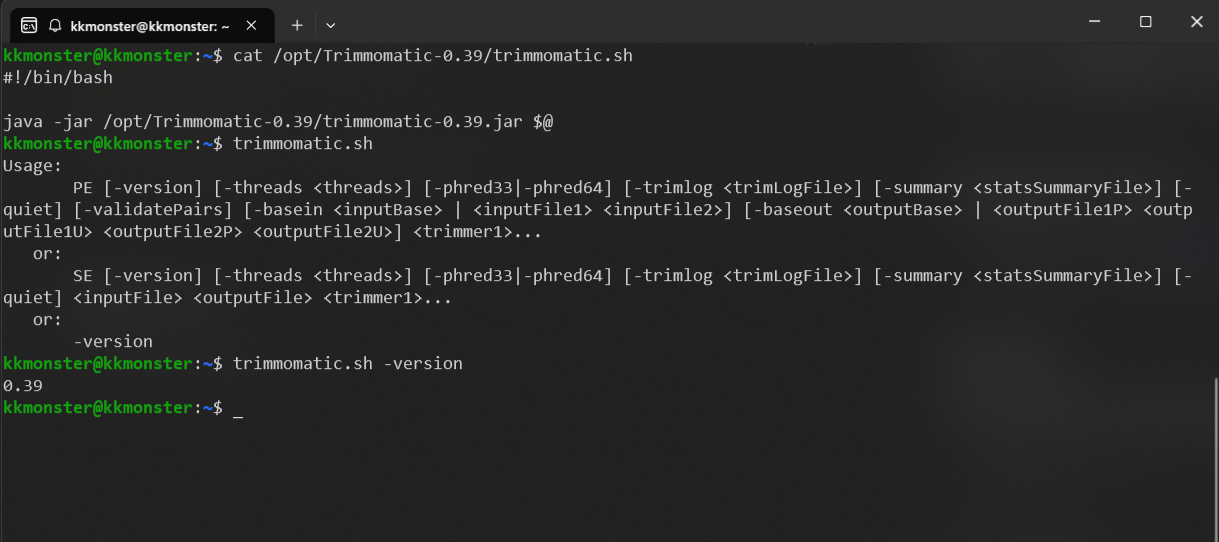 kkmonster@kkmonster: ~
kkmonster@kkmonster:~$ cat /opt/Trimmomatic-0.39/trimmomatic.sh
#!/bin/bash
java -jar /opt/Trimmomatic-0.39/trimmomatic-0.39.jar $@
kkmonster@kkmonster:~$ trimmomatic.sh
Usage:
PE [-version] [-threads <threads>] [-phred33|-phred64] [-trimlog <trimLogFile>] [-summary <statsSummaryFile>] [-
quiet] [-validatePairs] [-basein <inputBase> | <inputFile1> <inputFile2>] [-baseout <outputBase> | <outputFile1P> <outp
utFile1U> <outputFile2P> <outputFile2U>] <trimmer1>...
or:
SE [-version] [-threads <threads>] [-phred33|-phred64] [-trimlog <trimLogFile>] [-summary <statsSummaryFile>] [-
quiet] <inputFile> <outputFile> <trimmer1>...
or:
-version
kkmonster@kkmonster:~$ trimmomatic.sh -version
0.39
kkmonster@kkmonster:~$ _